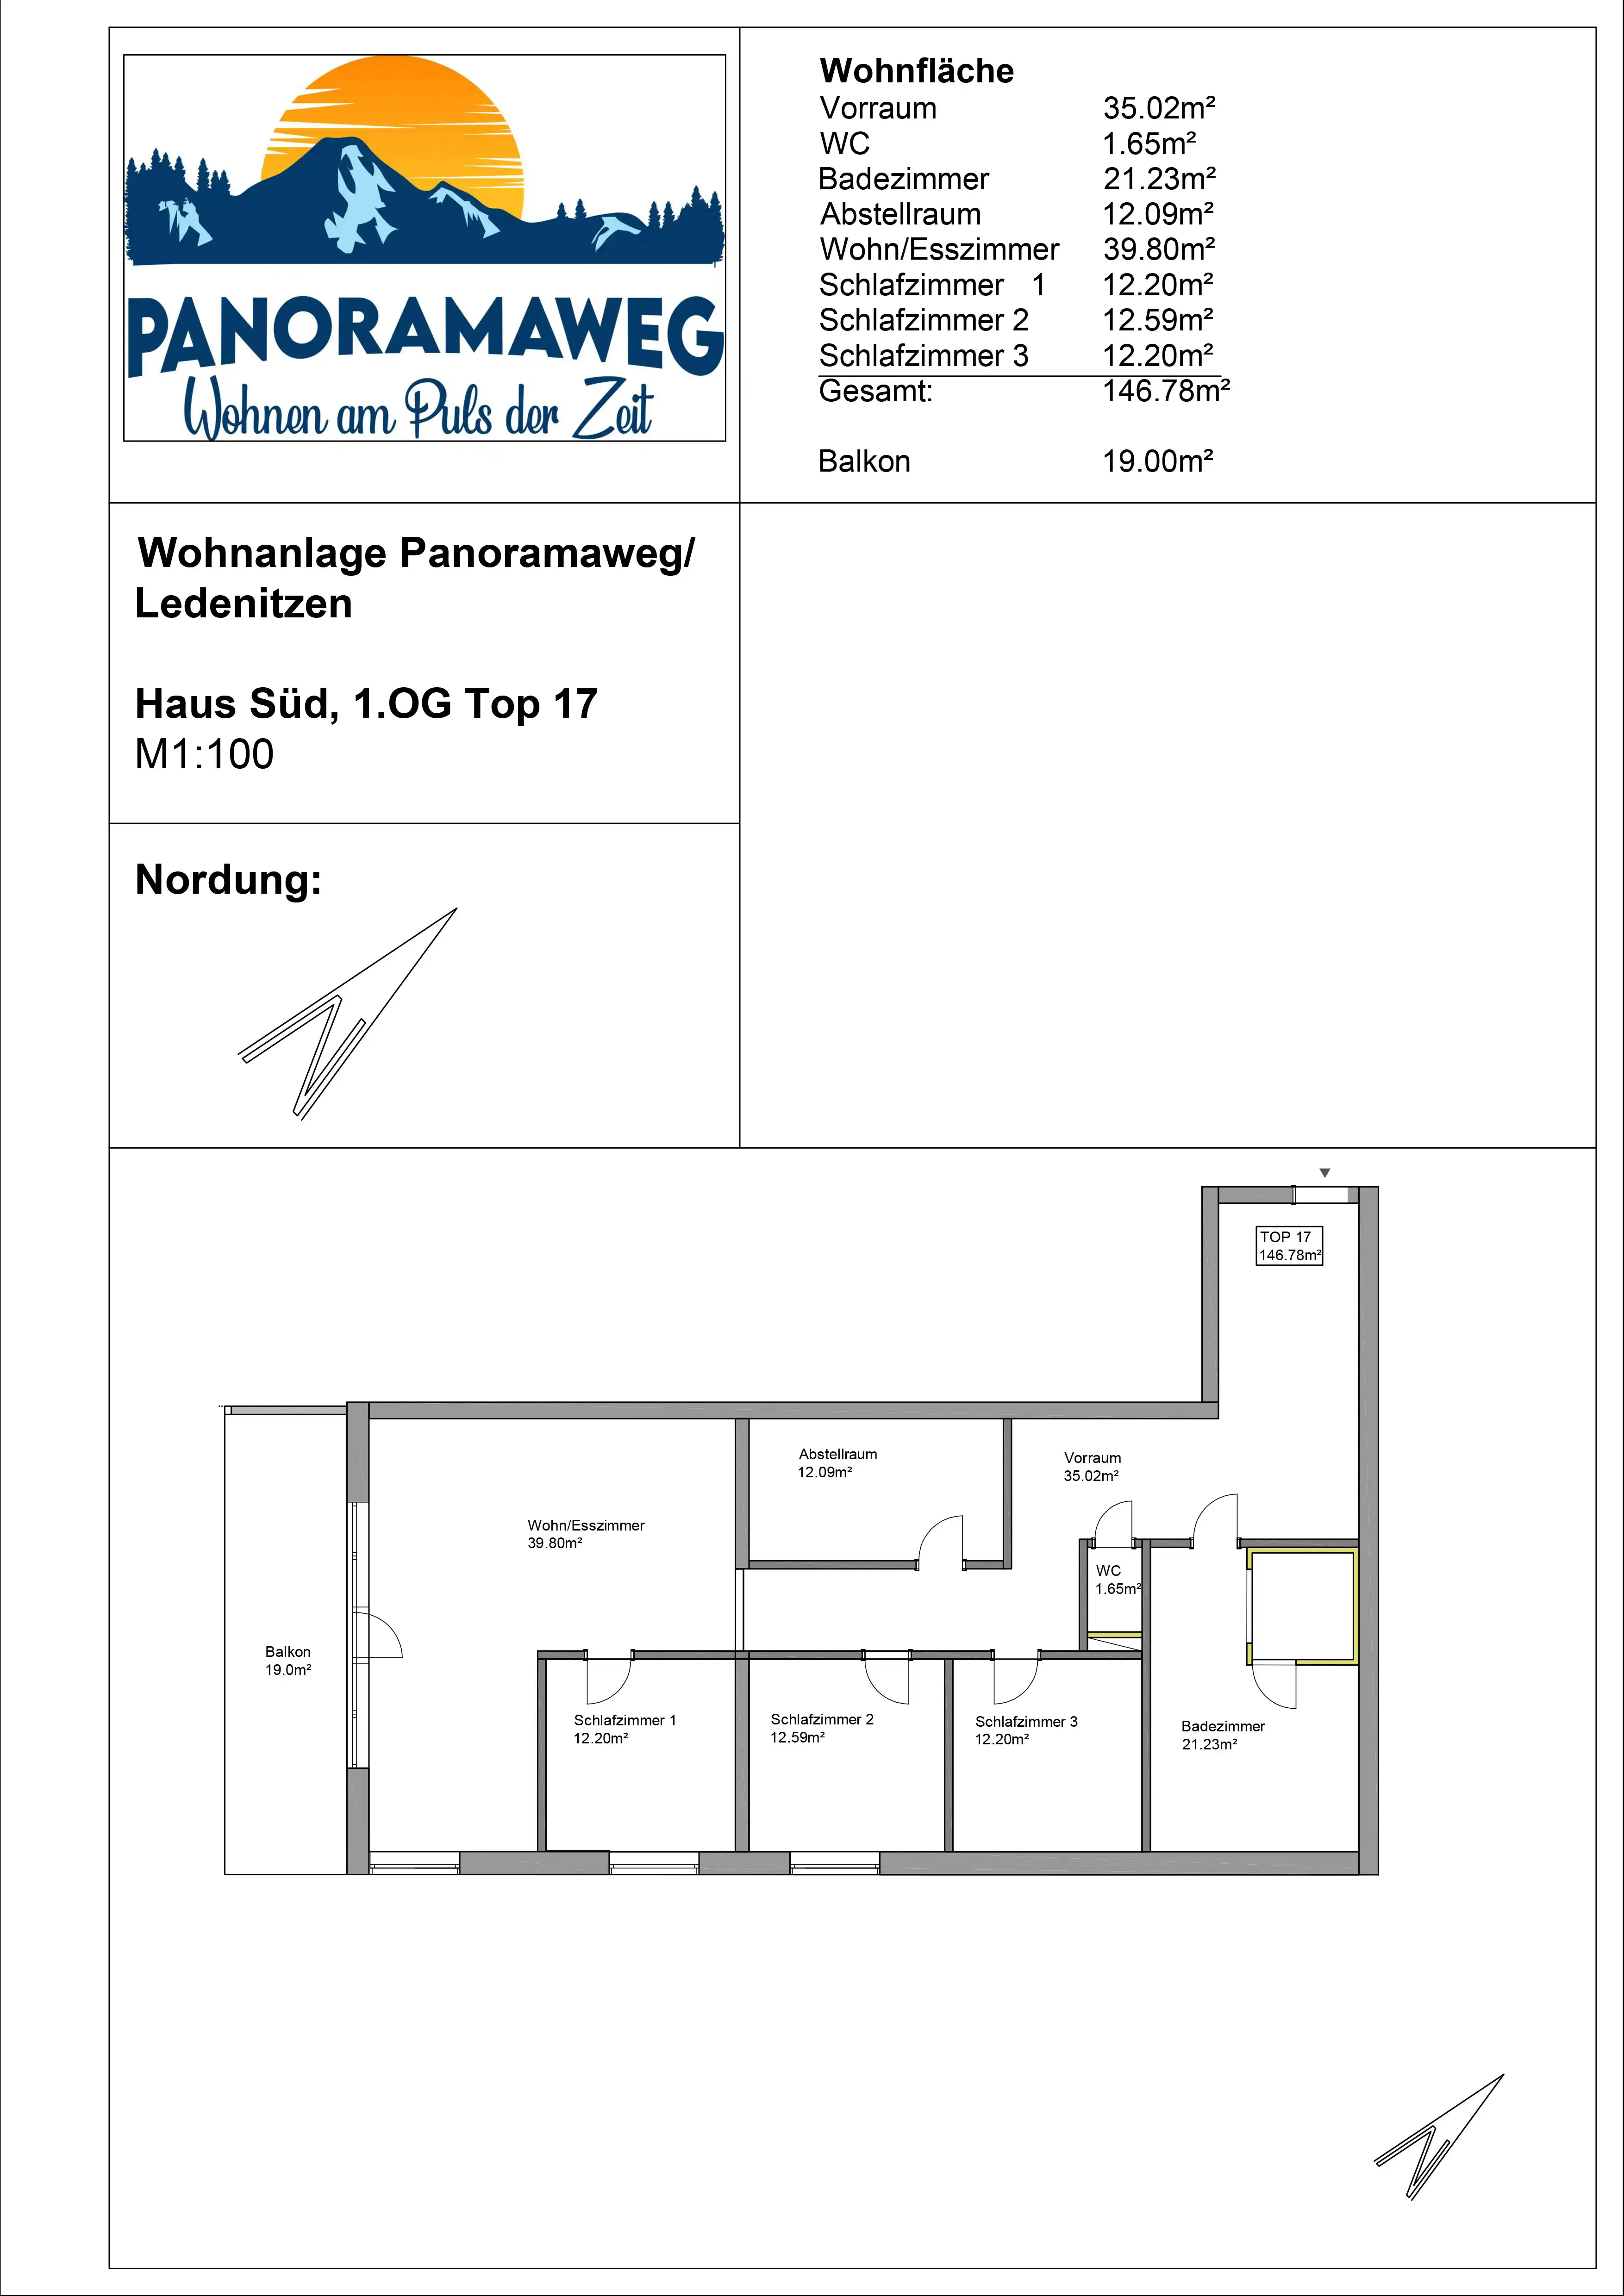 PANORAMAWEG
Wohnen am Puls der Zeit
Wohnfläche
Vorraum 35.02m²
WC 1.65m²
Badezimmer 21.23m²
Abstellraum 12.09m²
Wohn/Esszimmer 39.80m²
Schlafzimmer 1 12.20m²
Schlafzimmer 2 12.59m²
Schlafzimmer 3 12.20m²
Gesamt: 146.78m²
Balkon 19.00m²
Wohnanlage Panoramaweg/
Ledenitzen
Haus Süd, 1.OG Top 17
M1:100
Nordung:
N
TOP 17
146.78m²
Abstellraum
12.09m²
Vorraum
35.02m²
Wohn/Esszimmer
39.80m²
WC
1.65m²
Balkon
19.0m²
Schlafzimmer 1
12.20m²
Schlafzimmer 2
12.59m²
Schlafzimmer 3
12.20m²
Badezimmer
21.23m²
N